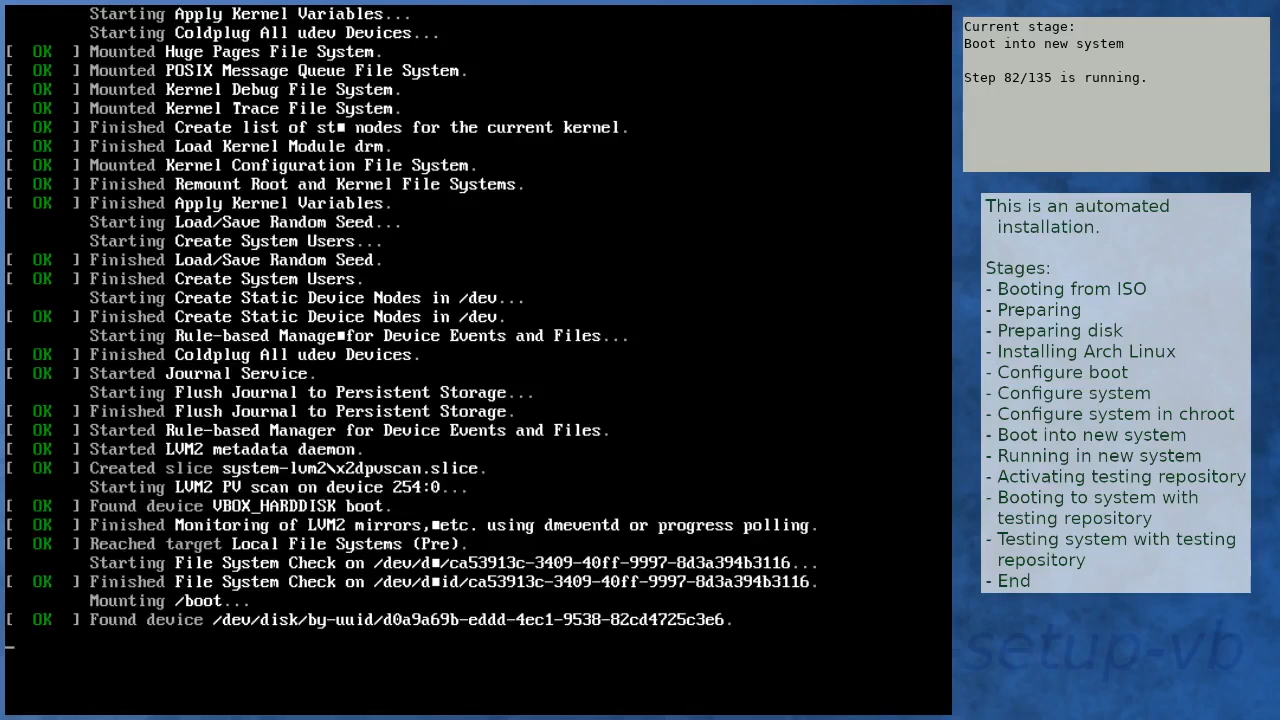 Starting Apply Kernel Variables...
Starting Coldplug All udev Devices...
[  OK  ] Mounted Huge Pages File System.
[  OK  ] Mounted POSIX Message Queue File System.
[  OK  ] Mounted Kernel Debug File System.
[  OK  ] Mounted Kernel Trace File System.
[  OK  ] Finished Create list of st■ nodes for the current kernel.
[  OK  ] Finished Load Kernel Module drm.
[  OK  ] Mounted Kernel Configuration File System.
[  OK  ] Finished Remount Root and Kernel File Systems.
[  OK  ] Finished Apply Kernel Variables.
Starting Load/Save Random Seed...
Starting Create System Users...
[  OK  ] Finished Load/Save Random Seed.
[  OK  ] Finished Create System Users.
Starting Create Static Device Nodes in /dev...
[  OK  ] Finished Create Static Device Nodes in /dev.
Starting Rule-based Manage■for Device Events and Files...
[  OK  ] Finished Coldplug All udev Devices.
[  OK  ] Started Journal Service.
Starting Flush Journal to Persistent Storage...
[  OK  ] Finished Flush Journal to Persistent Storage.
[  OK  ] Started Rule-based Manager for Device Events and Files.
[  OK  ] Started LVM2 metadata daemon.
[  OK  ] Created slice system-lvm2\x2dpvscan.slice.
Starting LVM2 PV scan on device 254:0...
[  OK  ] Found device VBOX_HARDDISK boot.
[  OK  ] Finished Monitoring of LVM2 mirrors,■etc. using dmeventd or progress polling.
[  OK  ] Reached target Local File Systems (Pre).
Starting File System Check on /dev/d■/ca53913c-3409-40ff-9997-8d3a394b3116...
[  OK  ] Finished File System Check on /dev/d■id/ca53913c-3409-40ff-9997-8d3a394b3116.
Mounting /boot...
[  OK  ] Found device /dev/disk/by-uuid/d0a9a69b-eddd-4ec1-9538-82cd4725c3e6.
_
Current stage:
Boot into new system
Step 82/135 is running.
This is an automated
installation.
Stages:
- Booting from ISO
- Preparing
- Preparing disk
- Installing Arch Linux
- Configure boot
- Configure system
- Configure system in chroot
- Boot into new system
- Running in new system
- Activating testing repository
- Booting to system with
testing repository
- Testing system with testing
repository
- End
-setup-vb